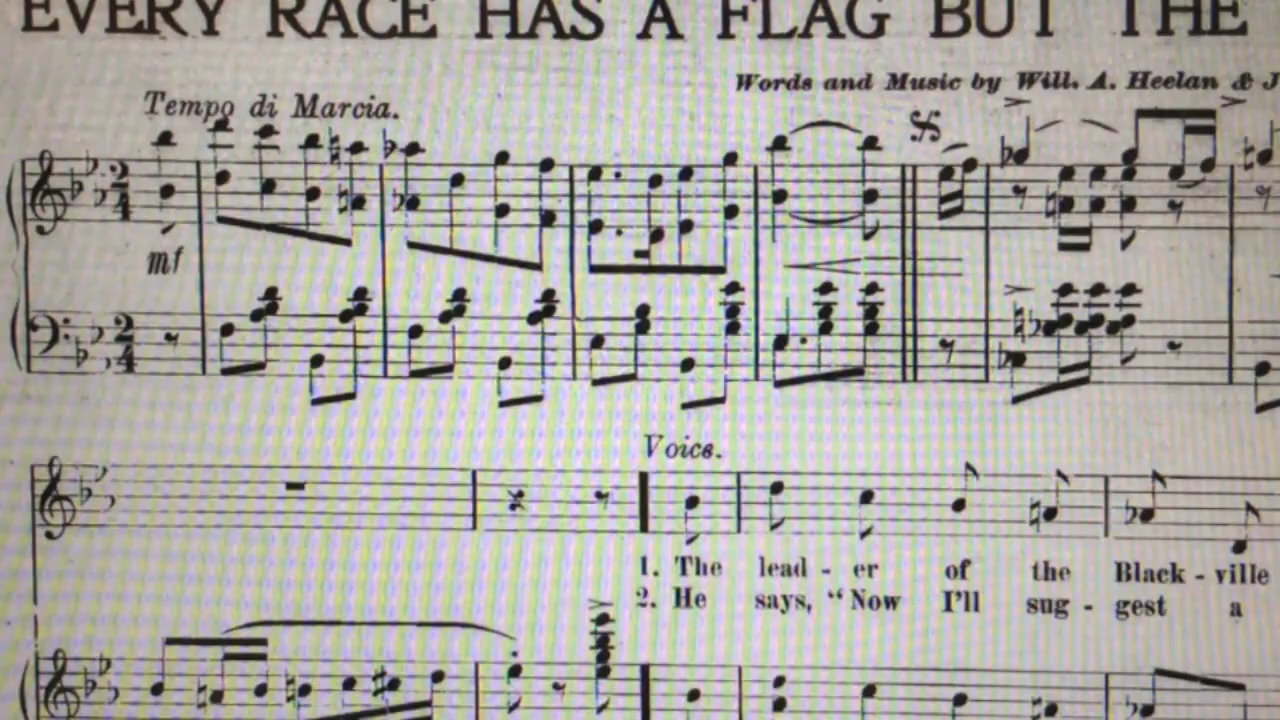 EVERY RACE HAS A FLAG BUT THE
Words and Music by Will. A. Heelan & J
Tempo di Marcia.
mf
Voice.
1. The lead - er of the Black - ville
2. He says, “Now I'll sug - gest a